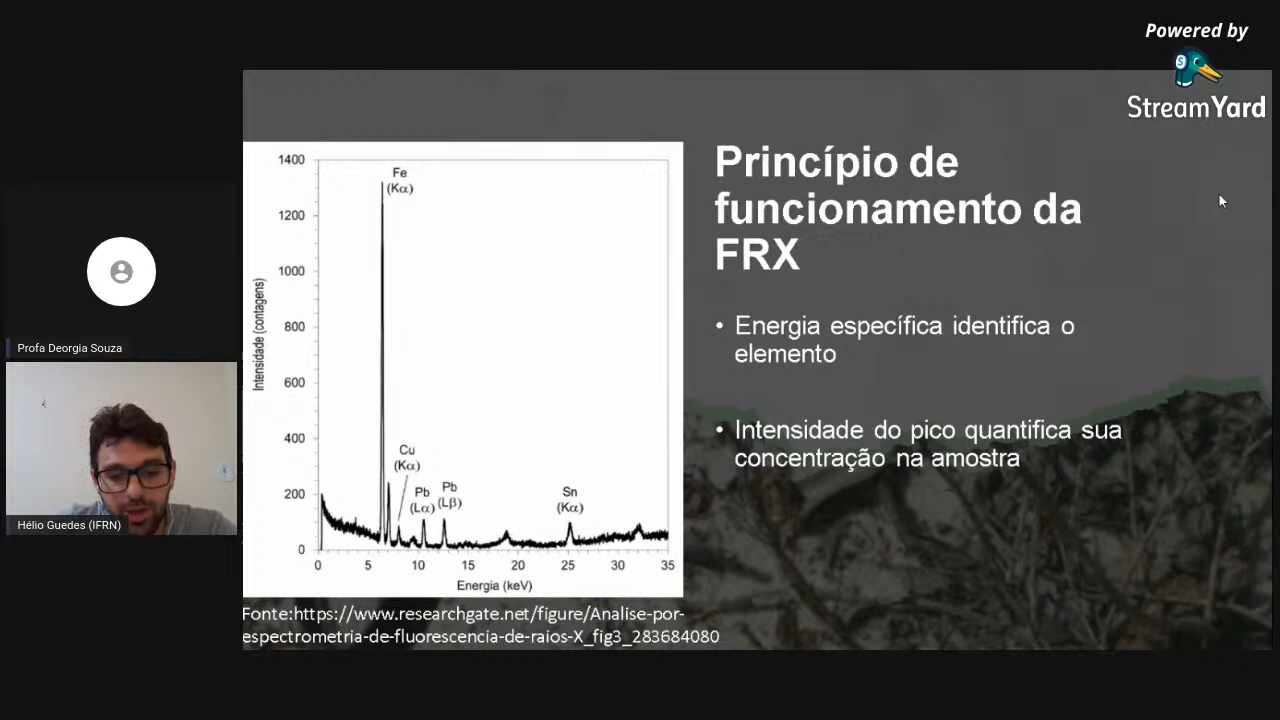 Powered by
StreamYard
Princípio de
funcionamento da
FRX
• Energia específica identifica o
elemento
• Intensidade do pico quantifica sua
concentração na amostra
1400
1200
1000
800
600
400
200
0
Intensidade (contagens)
Fe
(Kα)
Cu
(Kα)
Pb
(Lα)
Pb
(Lβ)
Sn
(Kα)
0 5 10 15 20 25 30 35
Energia (keV)
Fonte:https://www.researchgate.net/figure/Analise-por-
espectrometria-de-fluorescencia-de-raios-X_fig3_283684080
Profa Deorgia Souza
Hélio Guedes (IFRN)